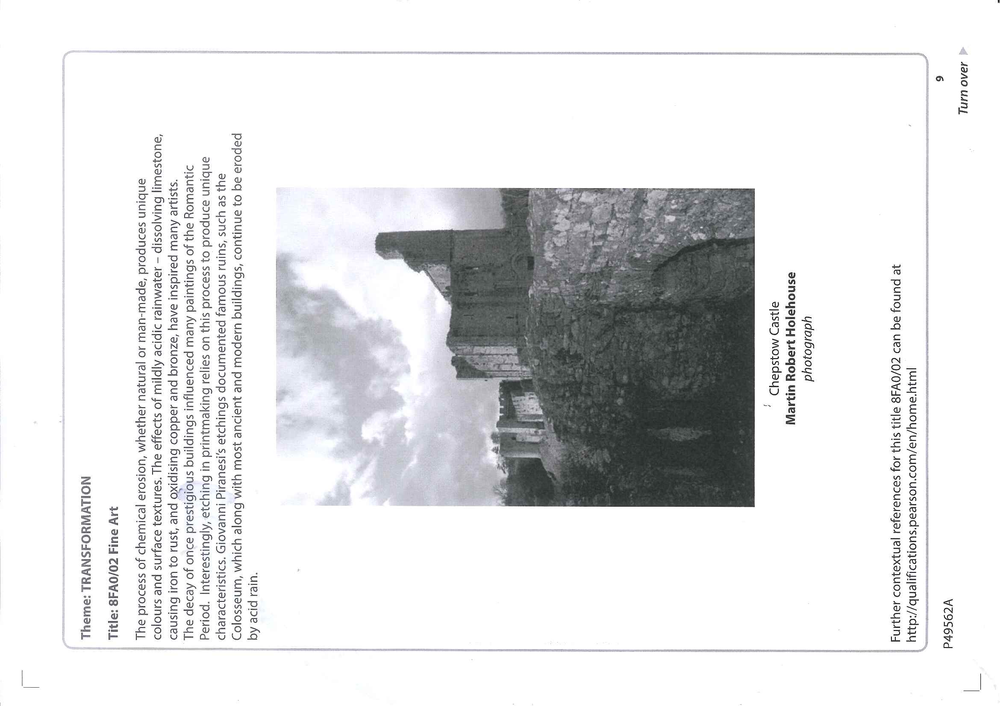 Theme: TRANSFORMATION
Title: 8FA0/02 Fine Art
The process of chemical erosion, whether natural or man-made, produces unique
colours and surface textures. The effects of mildly acidic rainwater – dissolving limestone,
causing iron to rust, and oxidising copper and bronze, have inspired many artists.
The decay of once prestigious buildings influenced many paintings of the Romantic
Period.  Interestingly, etching in printmaking relies on this process to produce unique
characteristics. Giovanni Piranesi's etchings documented famous ruins, such as the
Colosseum, which along with most ancient and modern buildings, continue to be eroded
by acid rain.
Chepstow Castle
Martin Robert Holehouse
photograph
Further contextual references for this title 8FA0/02 can be found at
http://qualifications.pearson.com/en/home.html
P49562A
9
Turn over